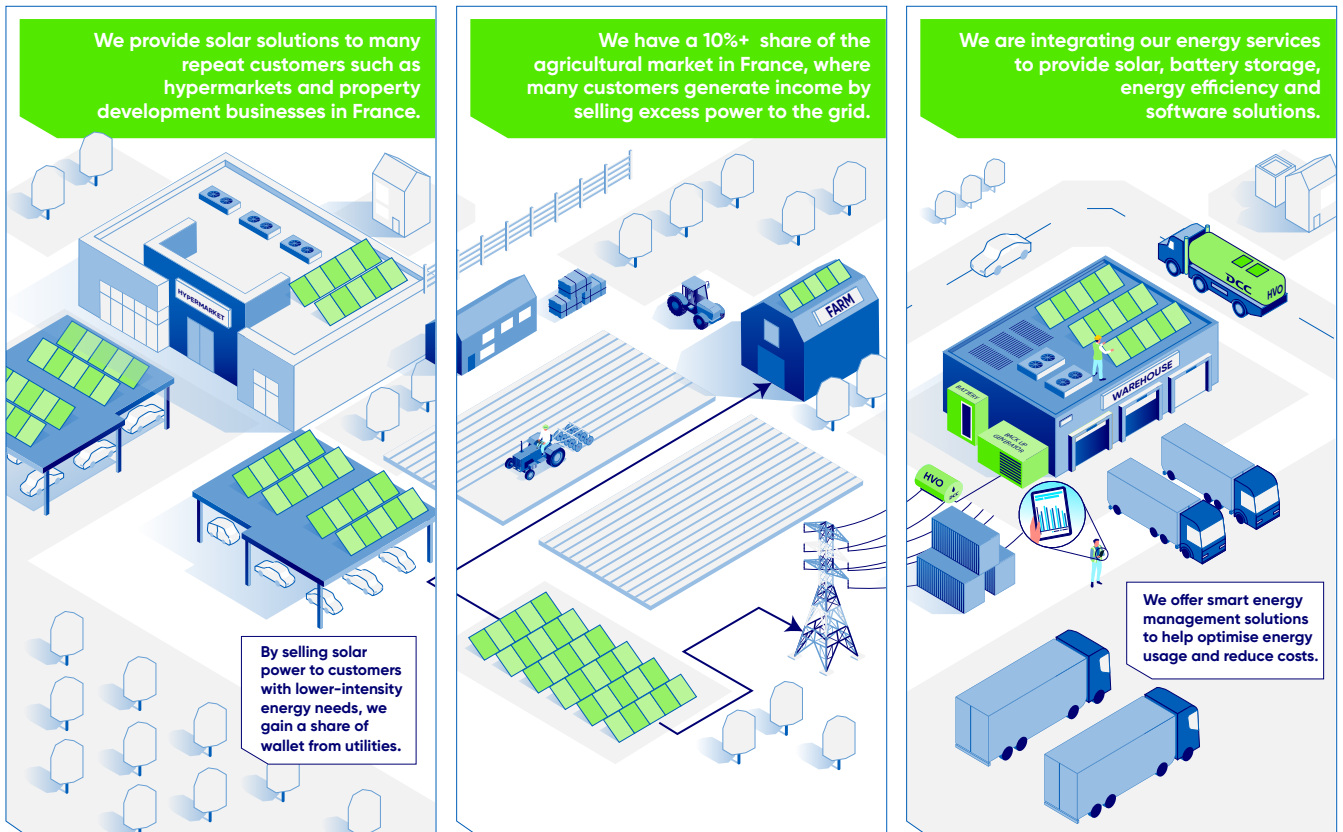 We provide solar solutions to many
repeat customers such as
hypermarkets and property
development businesses in France.
HYPERMARKET
By selling solar
power to customers
with lower-intensity
energy needs, we
gain a share of
wallet from utilities.
We have a 10%+ share of the
agricultural market in France, where
many customers generate income by
selling excess power to the grid.
FARM
We are integrating our energy services
to provide solar, battery storage,
energy efficiency and
software solutions.
DCC
HVO
WAREHOUSE
BATTERY
BACK UP
GENERATOR
HVO
DCC
We offer smart energy
management solutions
to help optimise energy
usage and reduce costs.